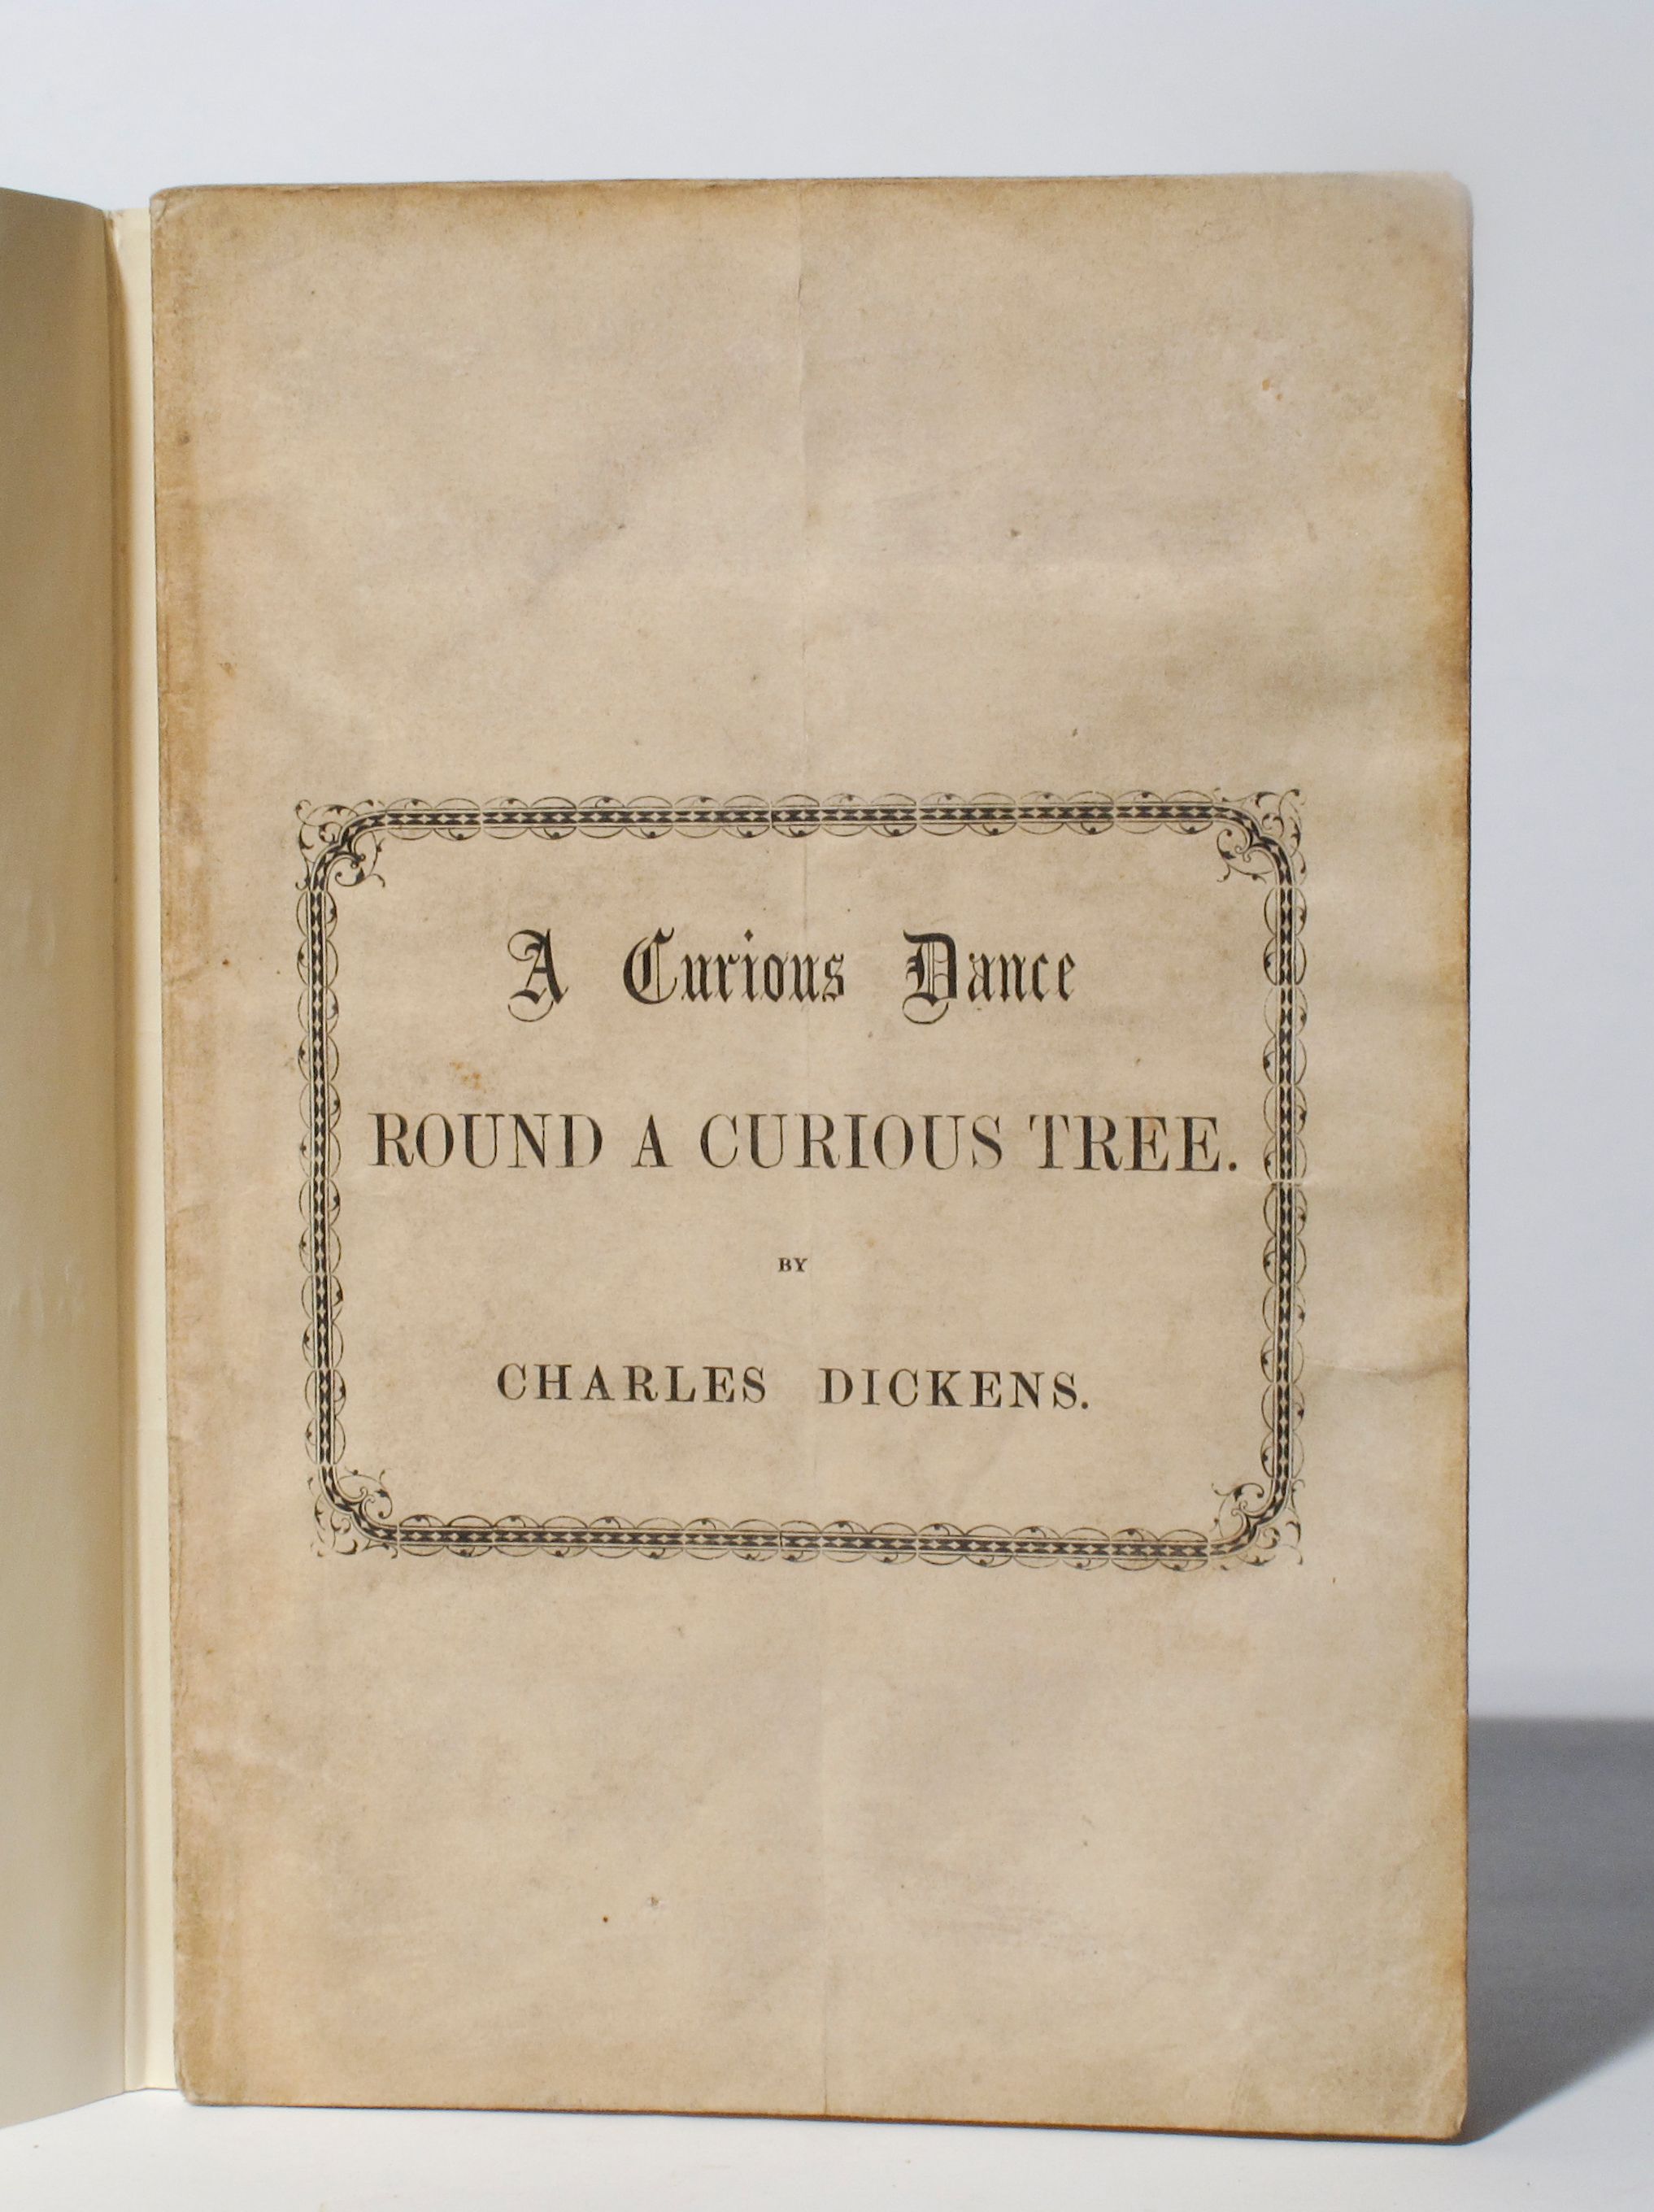 A Curious Dance
ROUND A CURIOUS TREE.
BY
CHARLES DICKENS.